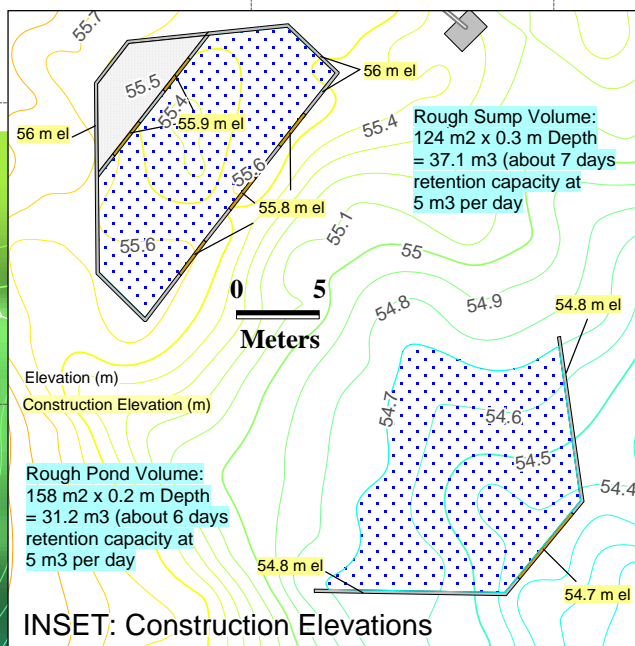 55.7
55.5
55.4
56 m el
56 m el
55.9 m el
55.6
55.8 m el
55.6
55.4
Rough Sump Volume:
124 m2 x 0.3 m Depth
= 37.1 m3 (about 7 days
retention capacity at
5 m3 per day
55.1
55
0 5
Meters
54.8
54.9
54.8 m el
Elevation (m)
Construction Elevation (m)
54.7
54.6
54.5
54.4
Rough Pond Volume:
158 m2 x 0.2 m Depth
= 31.2 m3 (about 6 days
retention capacity at
5 m3 per day
54.8 m el
54.7 m el
INSET: Construction Elevations